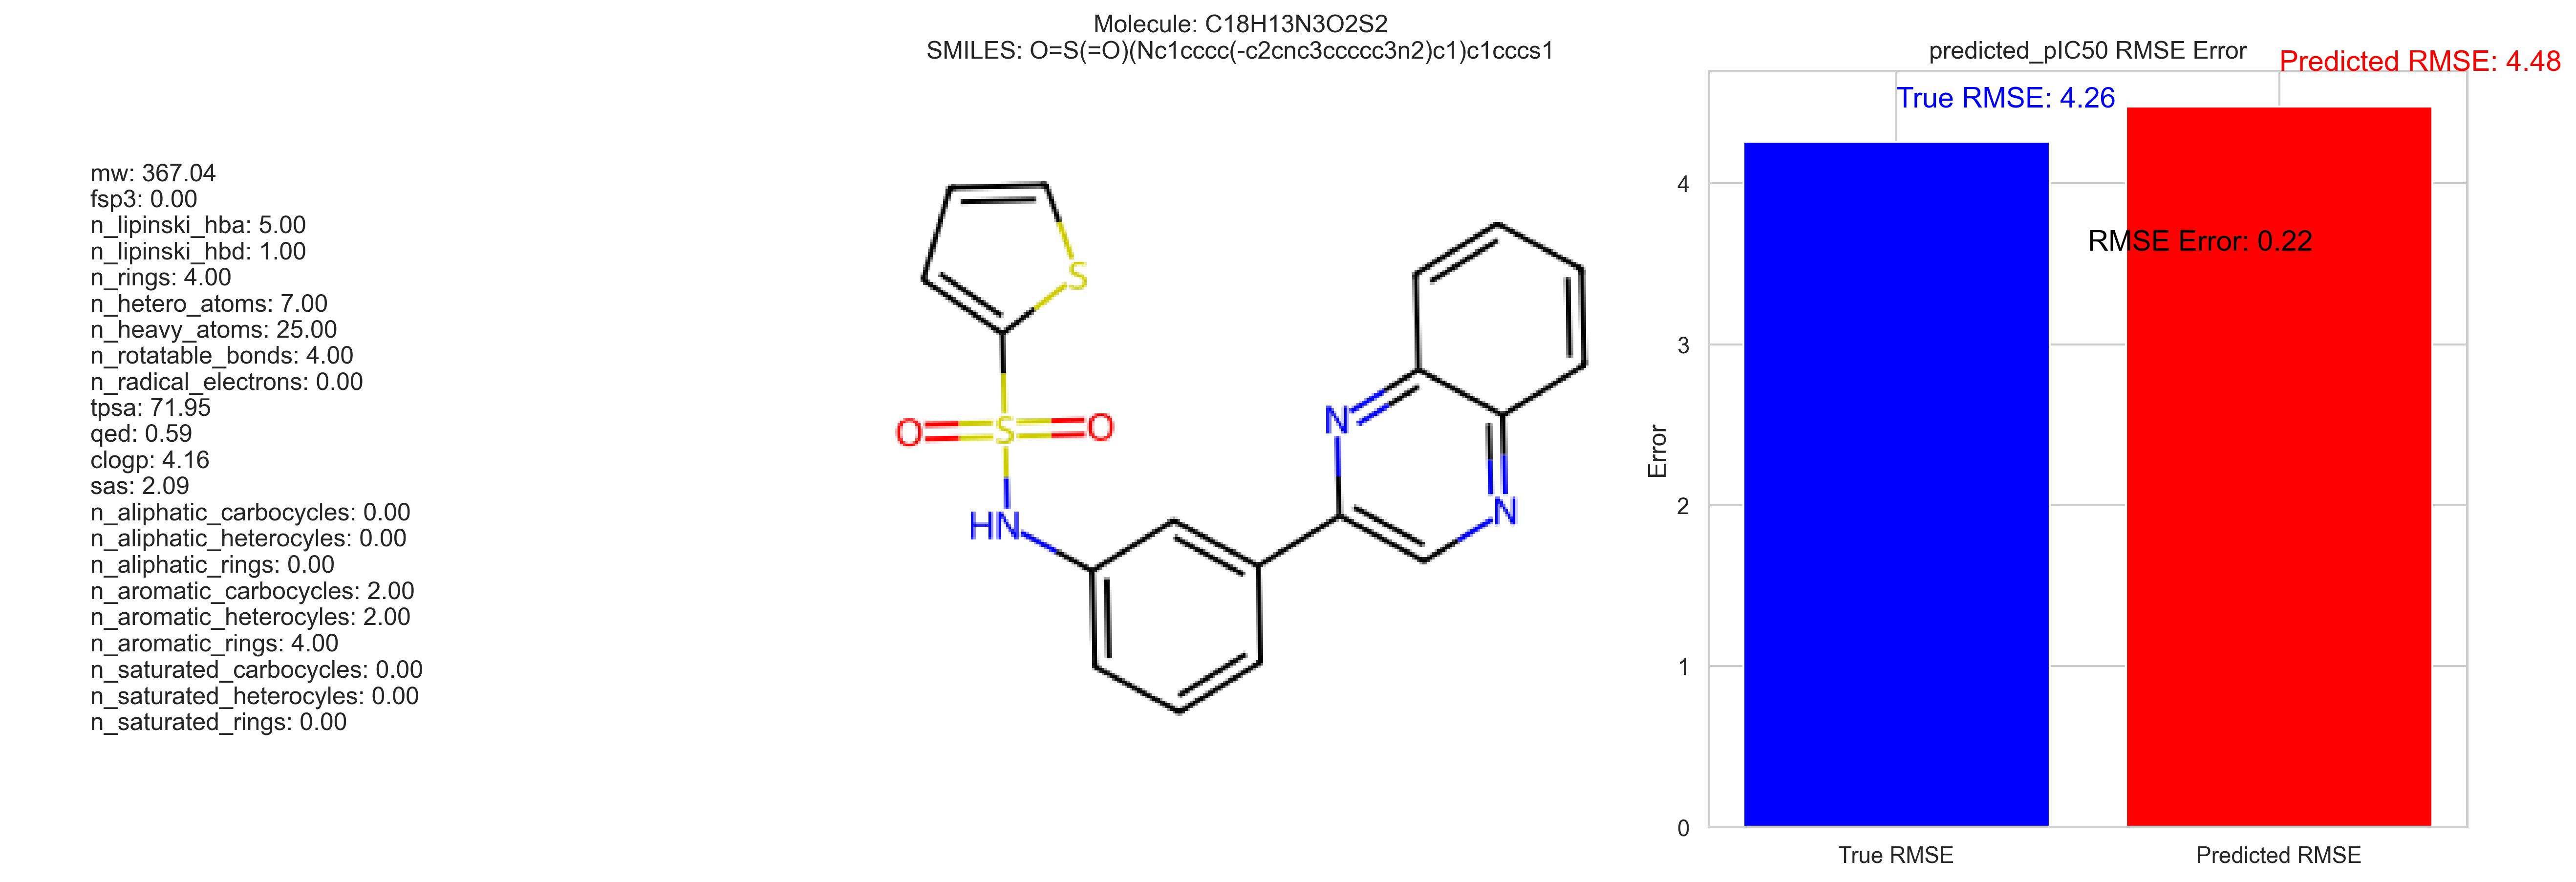 Molecule: C18H13N3O2S2
SMILES: O=S(=O)(Nc1cccc(-c2cnc3ccccc3n2)c1)c1cccs1
mw: 367.04
fsp3: 0.00
n_lipinski_hba: 5.00
n_lipinski_hbd: 1.00
n_rings: 4.00
n_hetero_atoms: 7.00
n_heavy_atoms: 25.00
n_rotatable_bonds: 4.00
n_radical_electrons: 0.00
tpsa: 71.95
qed: 0.59
clogp: 4.16
sas: 2.09
n_aliphatic_carbocycles: 0.00
n_aliphatic_heterocyles: 0.00
n_aliphatic_rings: 0.00
n_aromatic_carbocycles: 2.00
n_aromatic_heterocyles: 2.00
n_aromatic_rings: 4.00
n_saturated_carbocycles: 0.00
n_saturated_heterocyles: 0.00
n_saturated_rings: 0.00
S
O
S
O
HN
N
N
predicted_pIC50 RMSE Error
Predicted RMSE: 4.48
True RMSE: 4.26
RMSE Error: 0.22
Error
4
3
2
1
0
True RMSE
Predicted RMSE